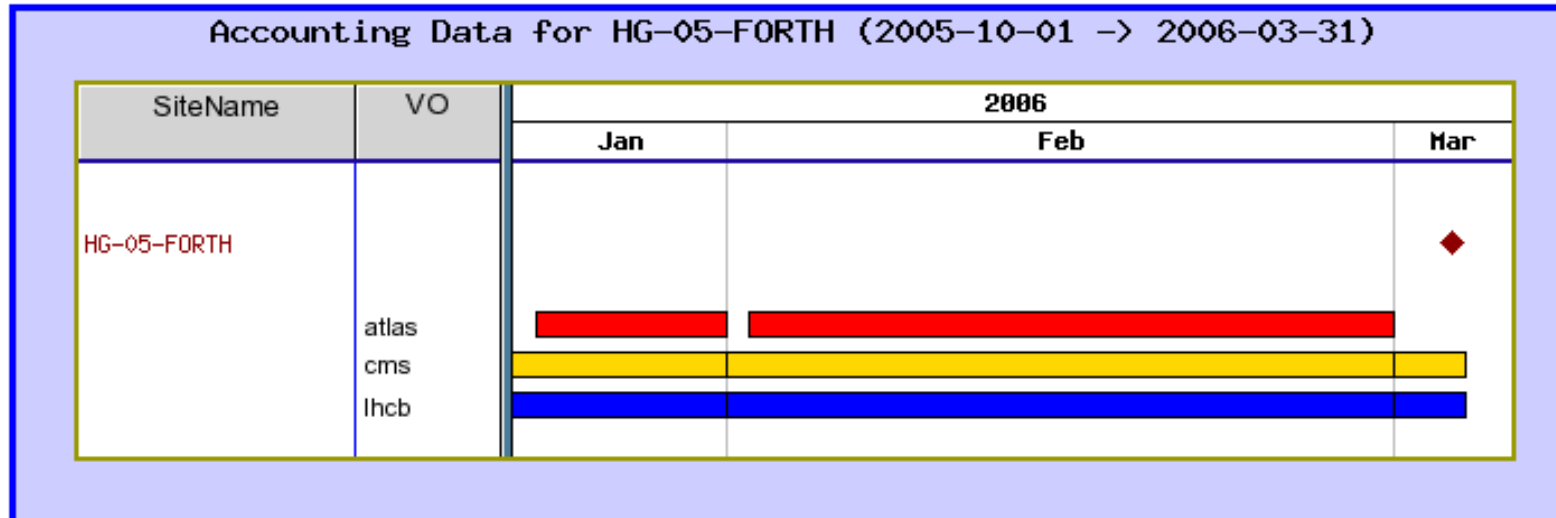 Accounting Data for HG-05-FORTH (2005-10-01 -> 2006-03-31)
SiteName VO 2006
Jan Feb Mar
HG-05-FORTH
atlas
cms
lhcb